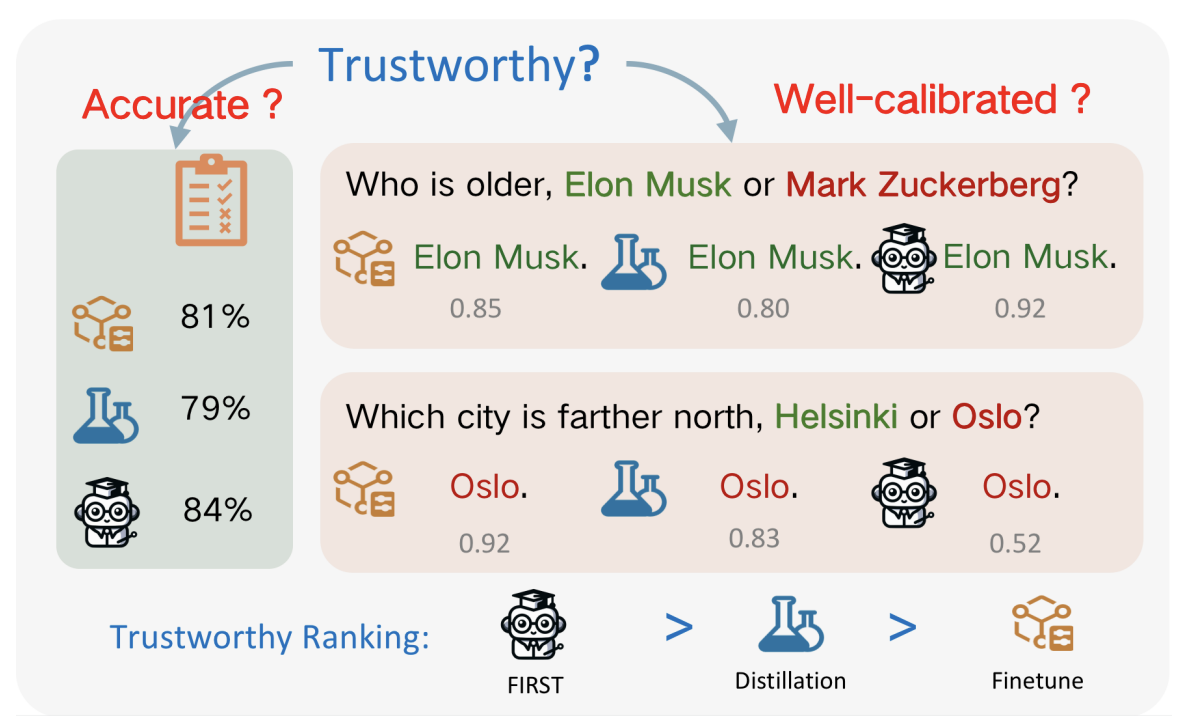 Trustworthy?
Accurate ?
Well-calibrated ?
81%
79%
84%
Who is older, Elon Musk or Mark Zuckerberg?
Elon Musk. Elon Musk. Elon Musk.
0.85 0.80 0.92
Which city is farther north, Helsinki or Oslo?
Oslo. Oslo. Oslo.
0.92 0.83 0.52
Trustworthy Ranking: > >
FIRST Distillation Finetune